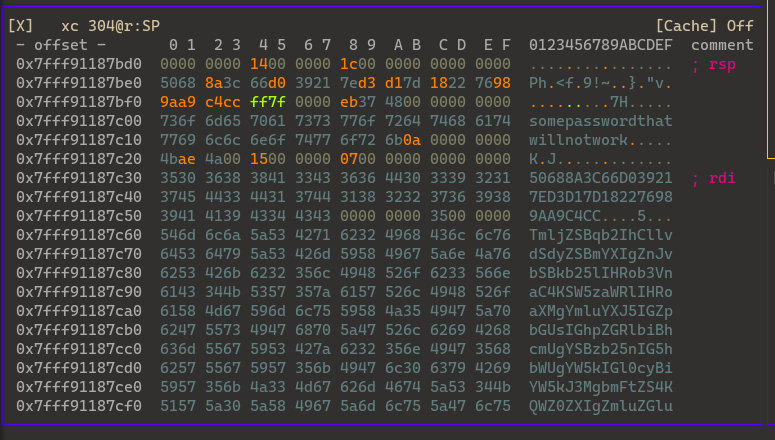 [X]   xc 304@r:SP [Cache] Off
- offset -   0 1  2 3  4 5  6 7  8 9  A B  C D  E F  0123456789ABCDEF  comment
0x7fff91187bd0  0000 0000 1400 0000 1c00 0000 0000 0000  ................  ; rsp
0x7fff91187be0  5068 8a3c 66d0 3921 7ed3 d17d 1822 7698  Ph.<f.9!~..}."v.
0x7fff91187bf0  9aa9 c4cc ff7f 0000 eb37 4800 0000 0000  .........7H.....
0x7fff91187c00  736f 6d65 7061 7373 776f 7264 7468 6174  somepasswordthat
0x7fff91187c10  7769 6c6c 6e6f 7477 6f72 6b0a 0000 0000  willnotwork.....
0x7fff91187c20  4bae 4a00 1500 0000 0700 0000 0000 0000  K.J.............
0x7fff91187c30  3530 3638 3841 3343 3636 4430 3339 3231  50688A3C66D03921  ; rdi
0x7fff91187c40  3745 4433 4431 3744 3138 3232 3736 3938  7ED3D17D18227698
0x7fff91187c50  3941 4139 4334 4343 0000 0000 3500 0000  9AA9C4CC....5...
0x7fff91187c60  546d 6c6a 5a53 4271 6232 4968 436c 6c76  TmljZSBqb2IhCllv
0x7fff91187c70  6453 6479 5a53 426d 5958 4967 5a6e 4a76  dSdyZSBmYXIgZnJv
0x7fff91187c80  6253 426b 6232 356c 4948 526f 6233 566e  bSBkb25lIHRob3Vn
0x7fff91187c90  6143 344b 5357 357a 6157 526c 4948 526f  aC4KSW5zaWRlIHRo
0x7fff91187ca0  6158 4d67 596d 6c75 5958 4a35 4947 5a70  aXMgYmluYXJ5IGZp
0x7fff91187cb0  6247 5573 4947 6870 5a47 526c 6269 4268  bGUsIGhpZGRlbiBh
0x7fff91187cc0  636d 5567 5953 427a 6232 356e 4947 3568  cmUgYSBzb25nIG5h
0x7fff91187cd0  6257 5567 5957 356b 4947 6c30 6379 4269  bWUgYW5kIGl0cyBi
0x7fff91187ce0  5957 356b 4a33 4d67 626d 4674 5a53 344b  YW5kJ3MgbmFtZS4K
0x7fff91187cf0  5157 5a30 5a58 4967 5a6d 6c75 5a47 6c75  QWZ0ZXIgZmluZGlu